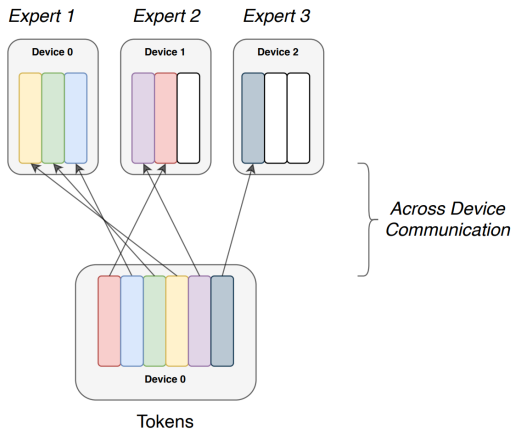 Expert 1
Expert 2
Expert 3
Device 0
Device 1
Device 2
Across Device
Communication
Device 0
Tokens